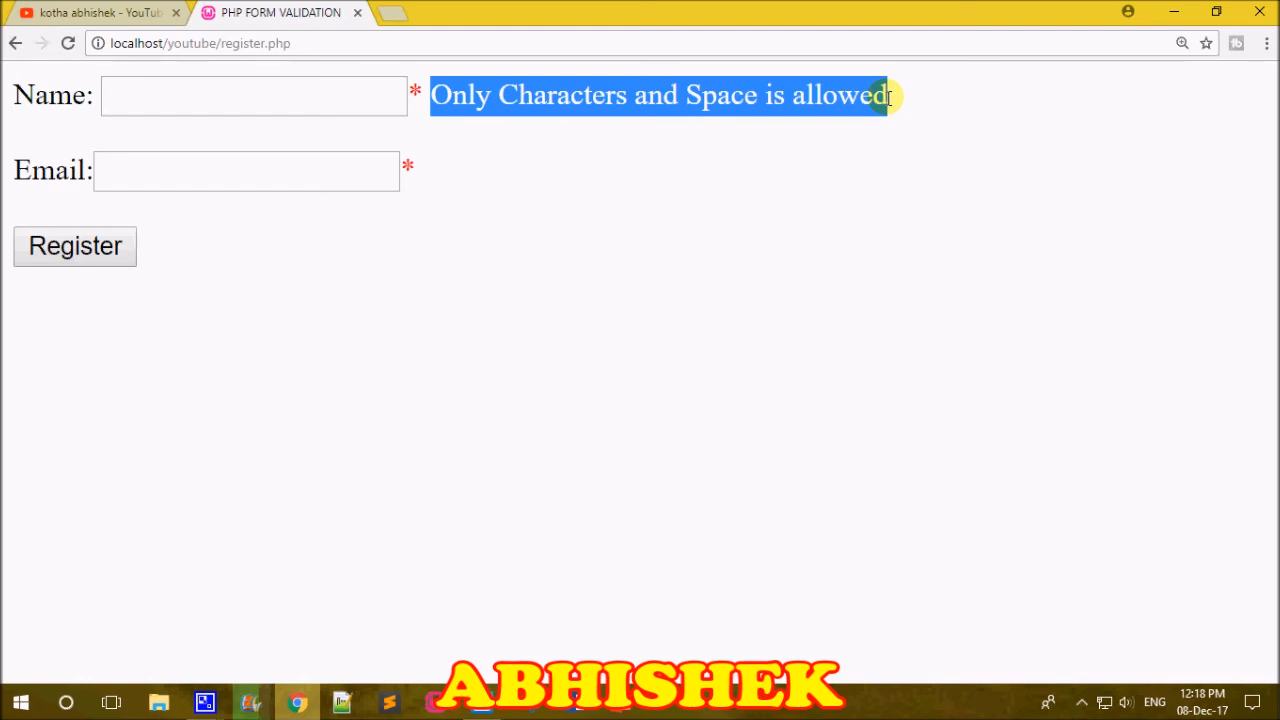 kotha abhishek - YouTub
PHP FORM VALIDATION
localhost/youtube/register.php
Name: * Only Characters and Space is allowed
Email: *
Register
ABHISHEK
ENG
12:18 PM
08-Dec-17